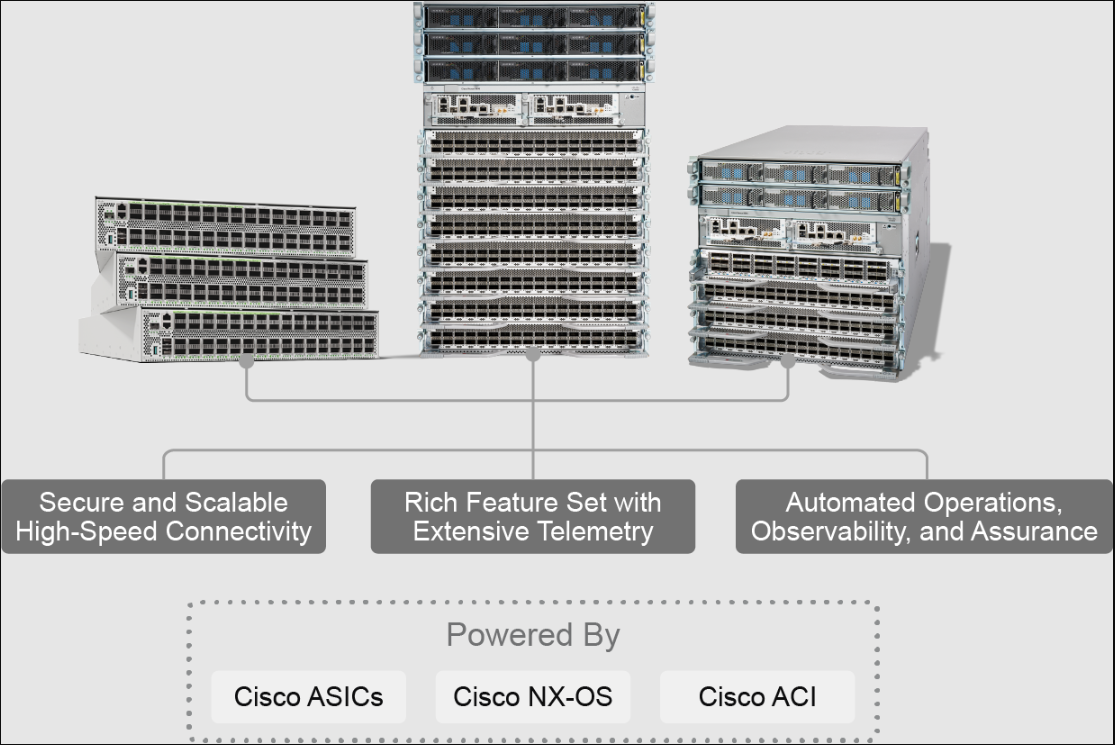 Secure and Scalable
High-Speed Connectivity
Rich Feature Set with
Extensive Telemetry
Automated Operations,
Observability, and Assurance
Powered By
Cisco ASICs
Cisco NX-OS
Cisco ACI